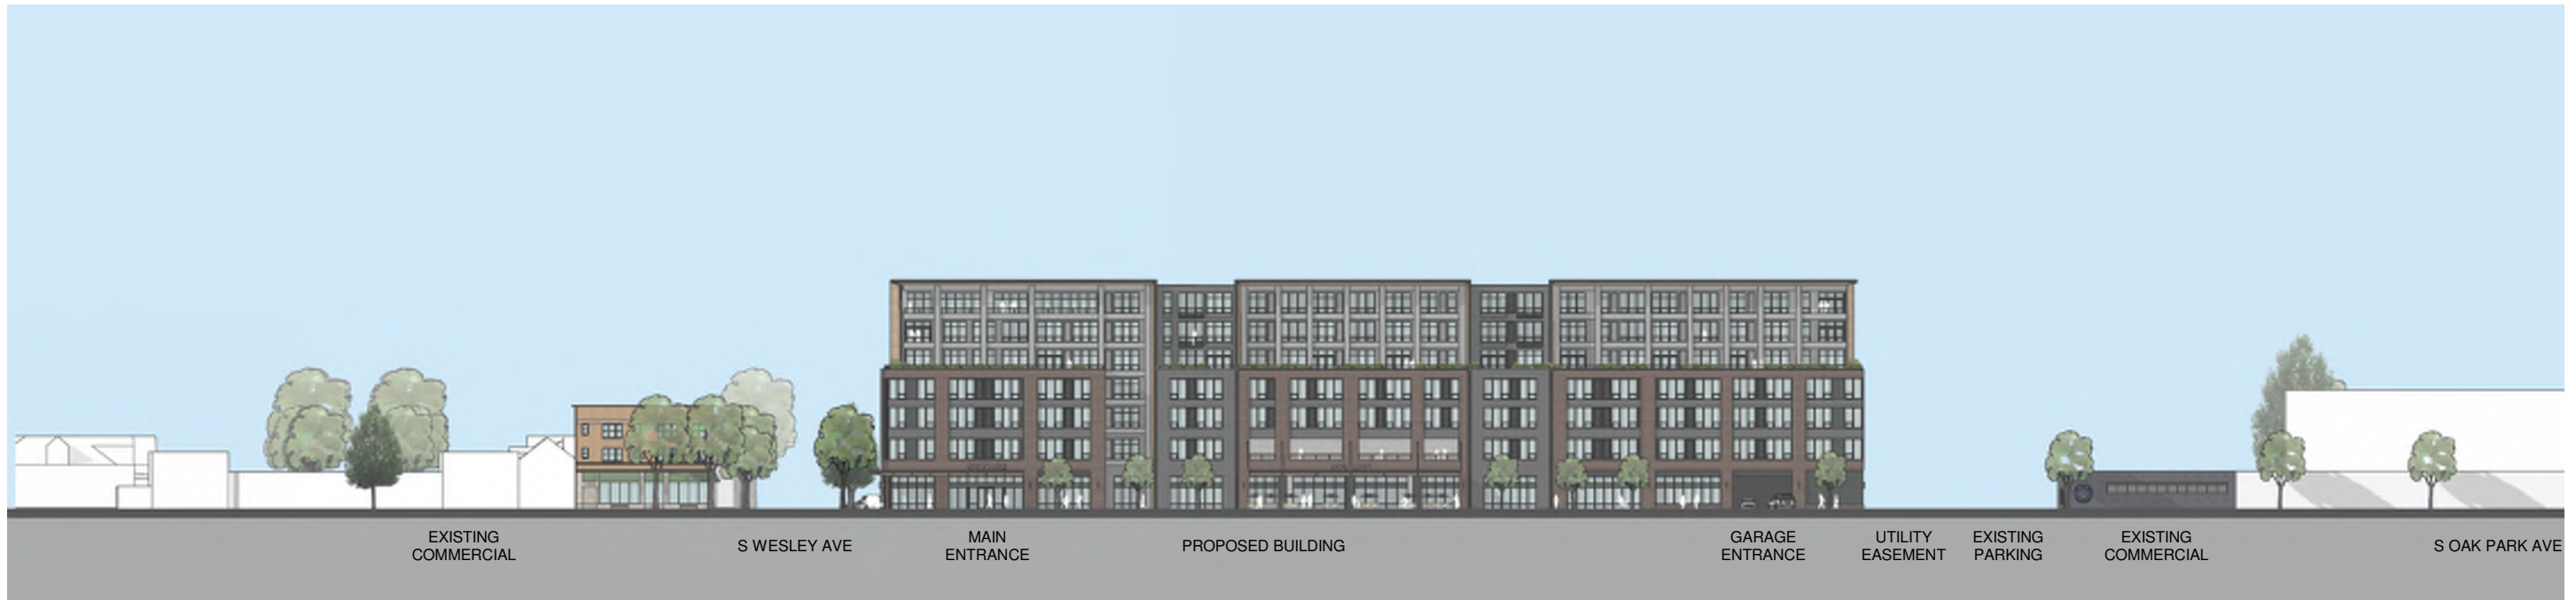 EXISTING
COMMERCIAL
S WESLEY AVE
MAIN
ENTRANCE
PROPOSED BUILDING
GARAGE
ENTRANCE
UTILITY
EASEMENT
EXISTING
PARKING
EXISTING
COMMERCIAL
S OAK PARK AVE